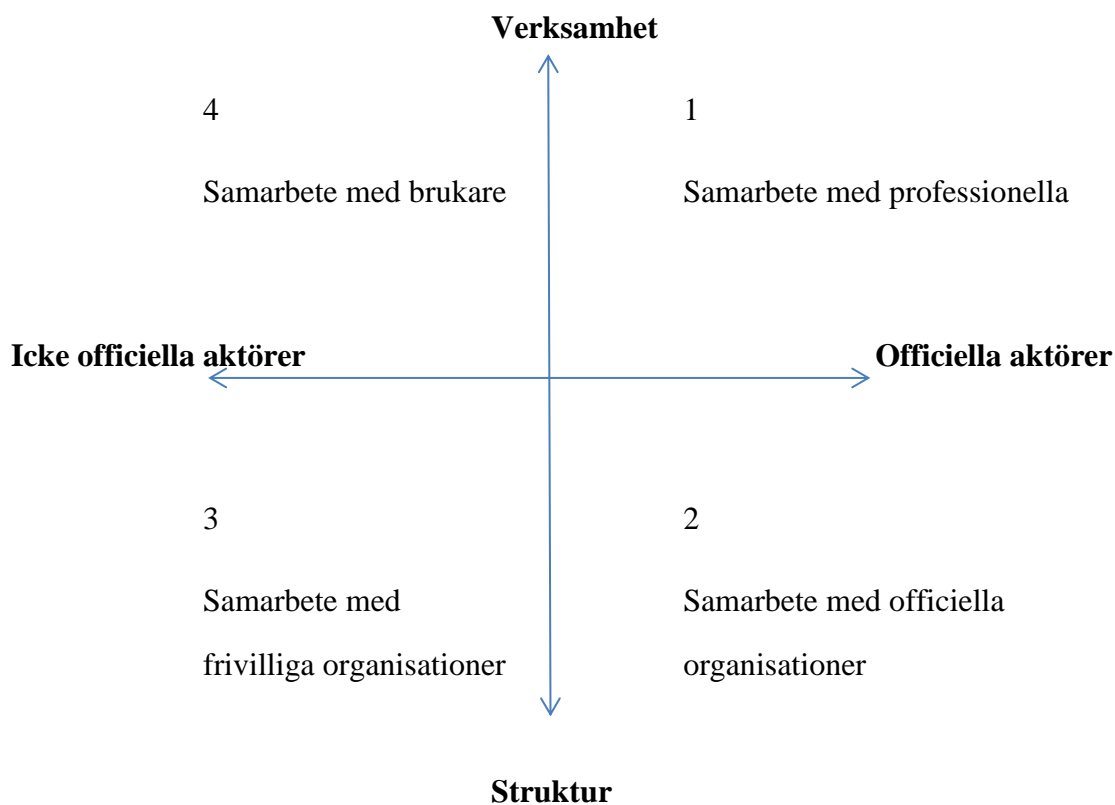 Verksamhet
4
1
Samarbete med brukare
Samarbete med professionella
Icke officiella aktörer
Officiella aktörer
3
2
Samarbete med
Samarbete med officiella
frivilliga organisationer
organisationer
Struktur